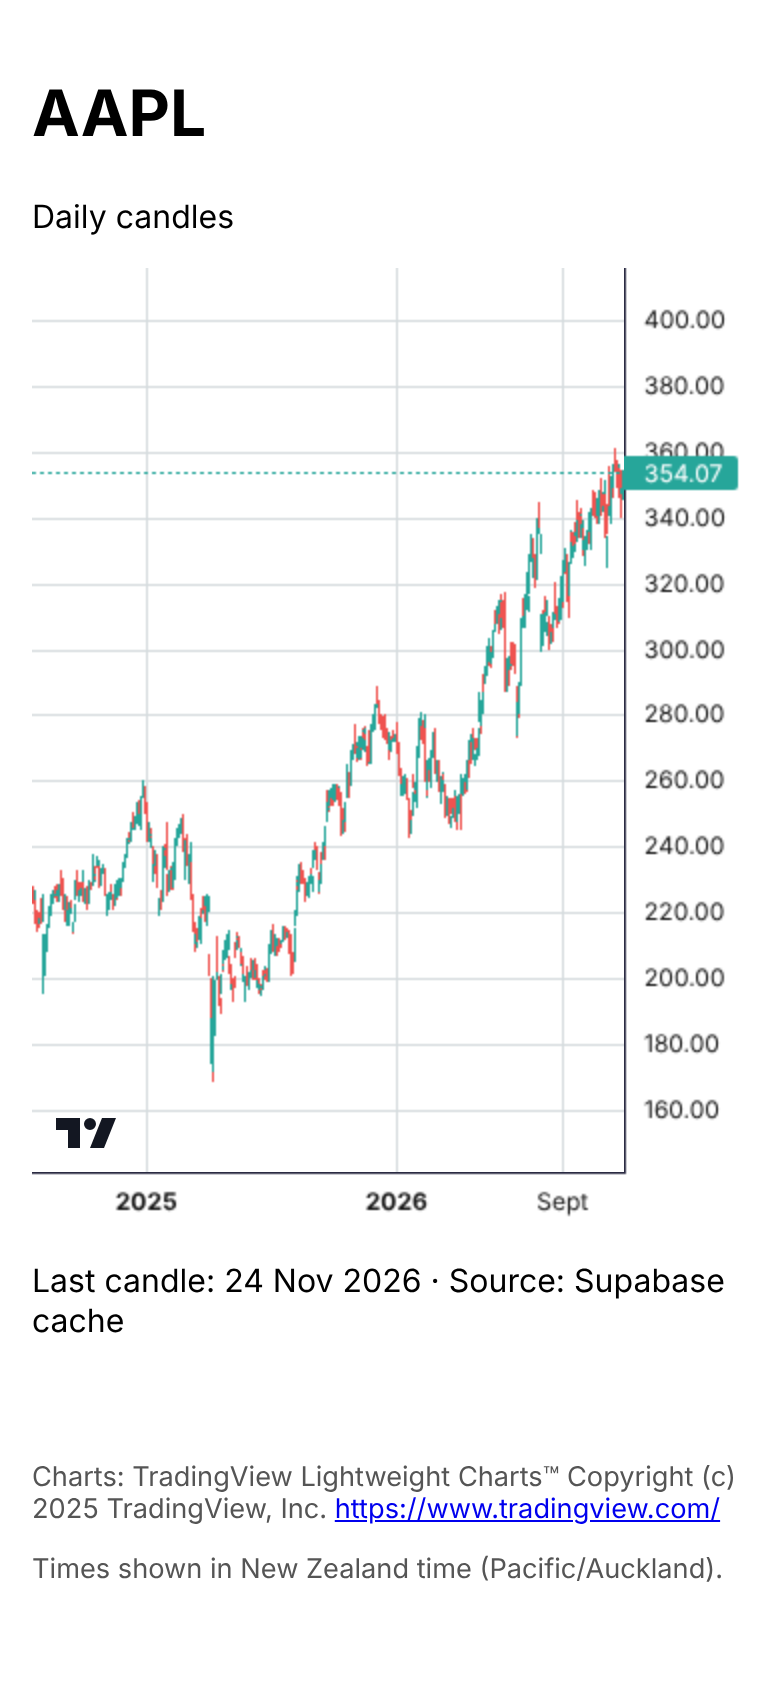 AAPL
Daily candles
400.00
380.00
360.00
354.07
340.00
320.00
300.00
280.00
260.00
240.00
220.00
200.00
180.00
160.00
2025 2026 Sept
Last candle: 24 Nov 2026 · Source: Supabase
cache
Charts: TradingView Lightweight Charts™ Copyright (c)
2025 TradingView, Inc. https://www.tradingview.com/
Times shown in New Zealand time (Pacific/Auckland).